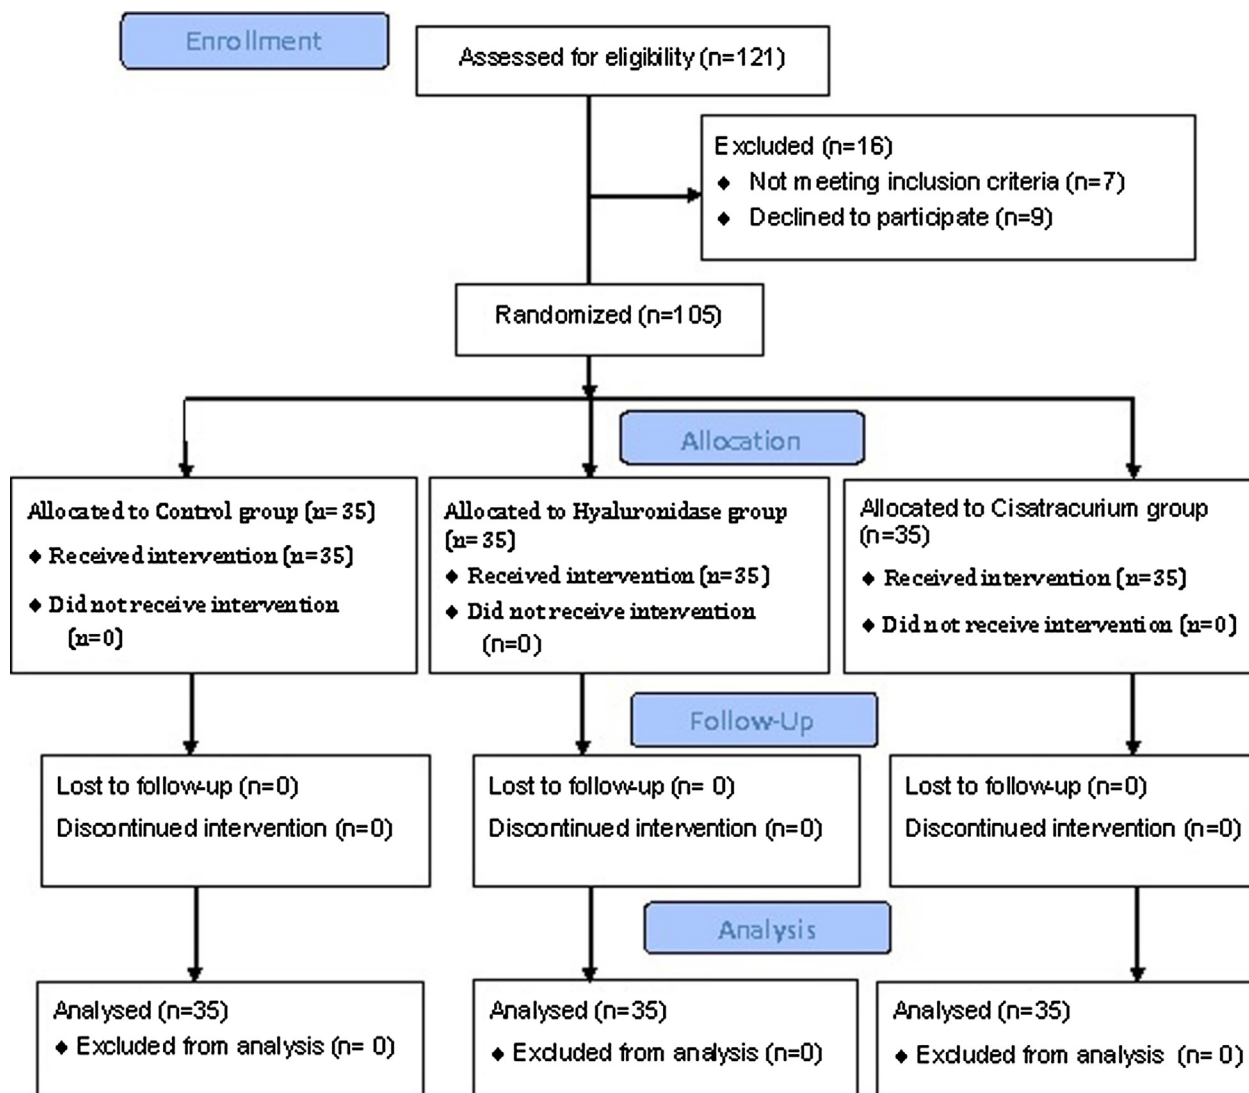 Enrollment
Assessed for eligibility (n=121)
Excluded (n=16)
♦ Not meeting inclusion criteria (n=7)
♦ Declined to participate (n=9)
Randomized (n=105)
Allocation
Allocated to Control group (n=35)
♦ Received intervention (n=35)
♦ Did not receive intervention
(n=0)
Allocated to Hyaluronidase group
(n=35)
♦ Received intervention (n=35)
♦ Did not receive intervention
(n=0)
Allocated to Cisatracurium group
(n=35)
♦ Received intervention (n=35)
♦ Did not receive intervention (n=0)
Follow-Up
Lost to follow-up (n=0)
Discontinued intervention (n=0)
Lost to follow-up (n= 0)
Discontinued intervention (n=0)
Lost to follow-up (n=0)
Discontinued intervention (n=0)
Analysis
Analysed (n=35)
♦ Excluded from analysis (n= 0)
Analysed (n=35)
♦ Excluded from analysis (n=0)
Analysed (n=35)
♦ Excluded from analysis (n= 0)